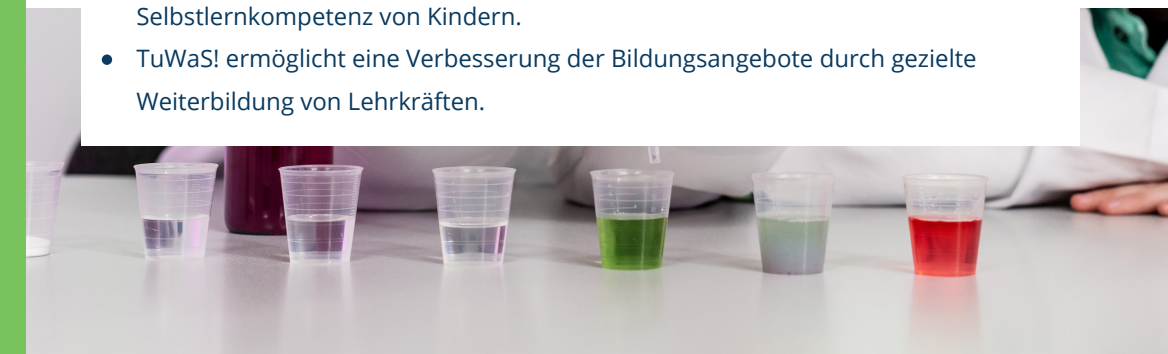 Selbstlernkompetenz von Kindern.
● TuWaS! ermöglicht eine Verbesserung der Bildungsangebote durch gezielte
Weiterbildung von Lehrkräften.